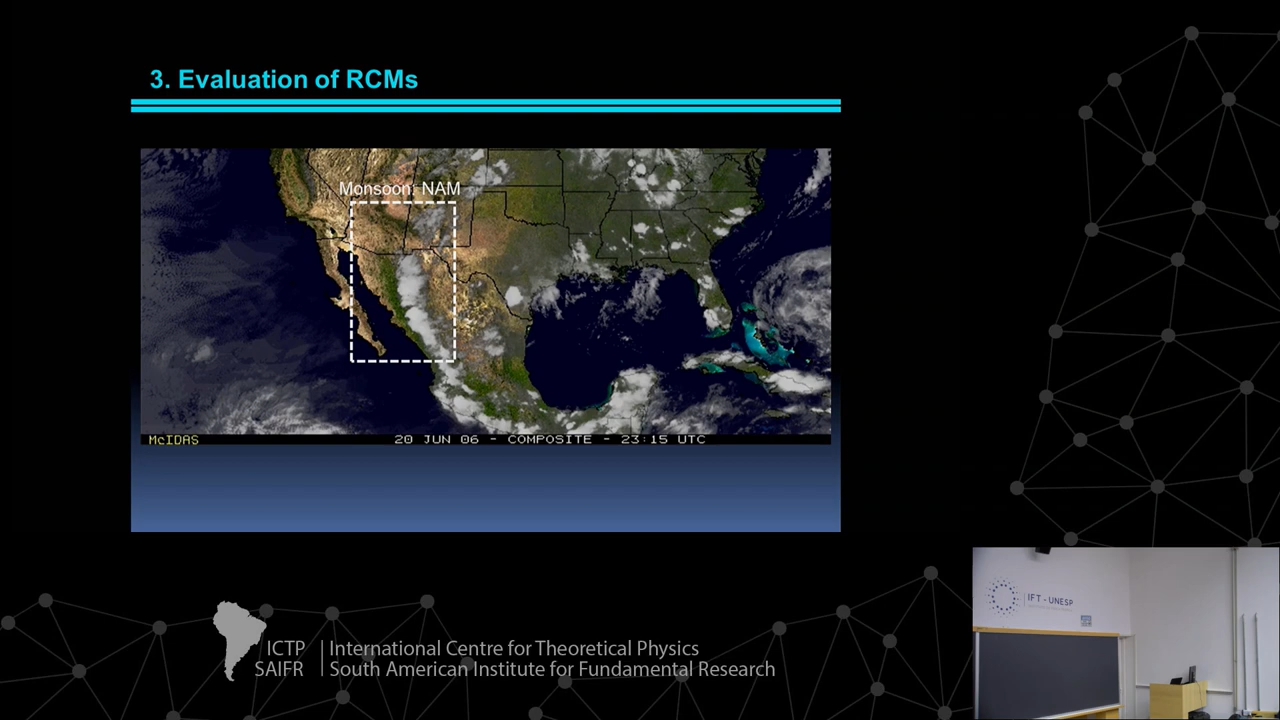 3. Evaluation of RCMs
Monsoon: NAM
McIDAS
20 JUN 06 - COMPOSITE - 23:15 UTC
ICTP
SAIFR
International Centre for Theoretical Physics
South American Institute for Fundamental Research
IFT - UNESP